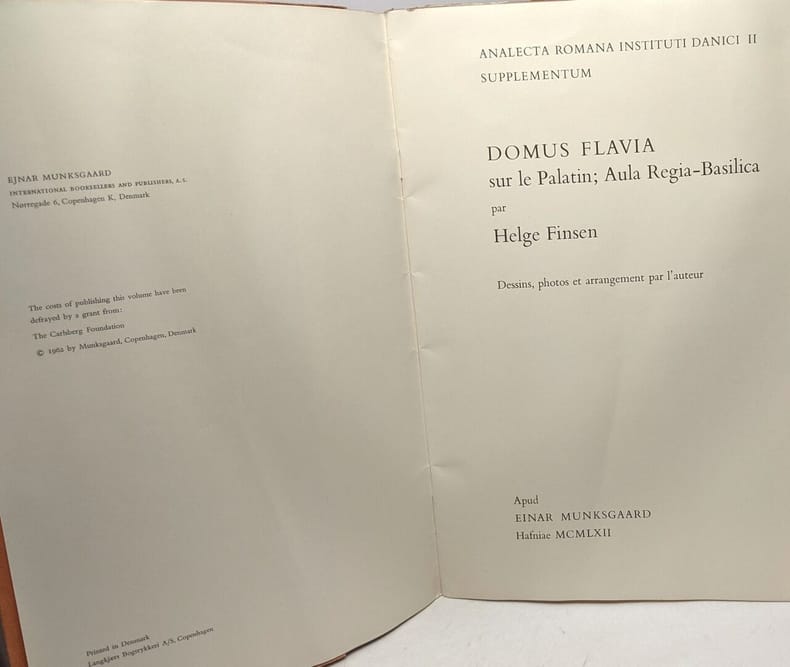 EJNAR MUNKSGAARD
INTERNATIONAL BOOKSELLERS AND PUBLISHERS, A.S.
Nørregade 6, Copenhagen K, Denmark
The costs of publishing this volume have been
defrayed by a grant from:
The Carlsberg Foundation
© 1962 by Munksgaard, Copenhagen, Denmark
Printed in Denmark
Langkjærs Bogtrykkeri A/S, Copenhagen
ANALECTA ROMANA INSTITUTI DANICI II
SUPPLEMENTUM
DOMUS FLAVIA
sur le Palatin; Aula Regia-Basilica
par
Helge Finsen
Dessins, photos et arrangement par l'auteur
Apud
EINAR MUNKSGAARD
Hafniae MCMLXII